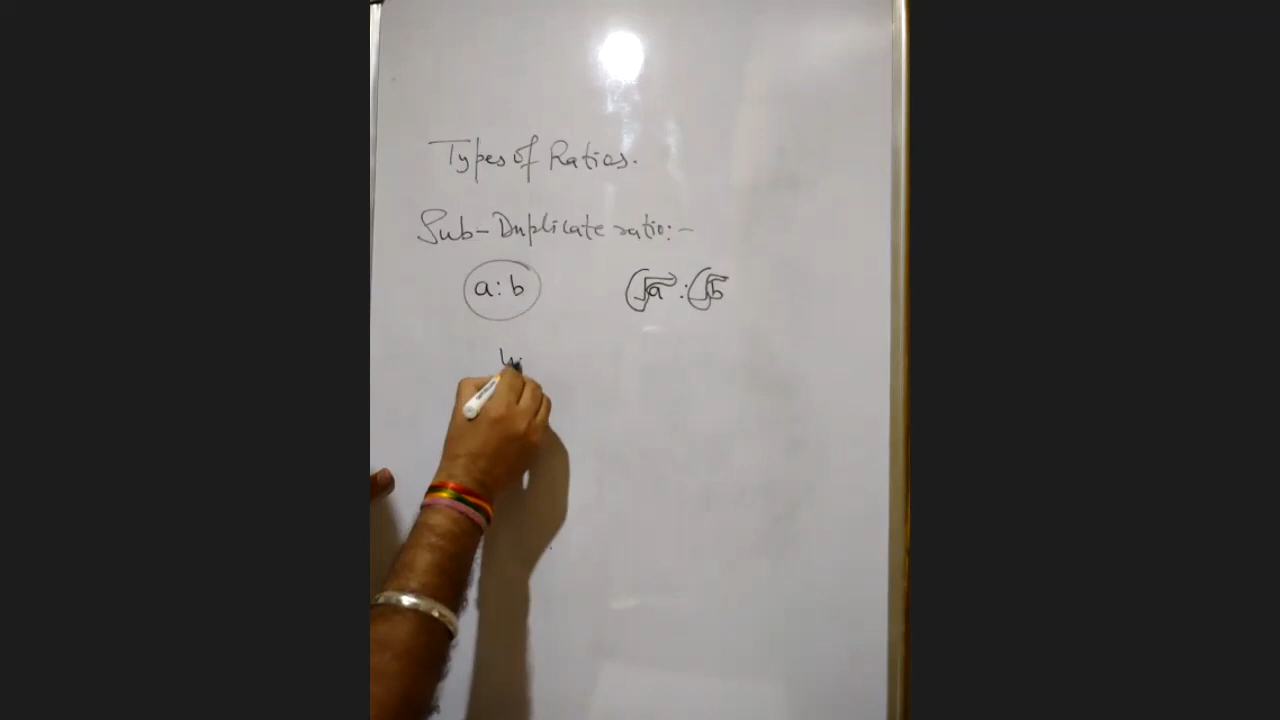 Types of Ratios.
Sub-Duplicate ratio:-
a:b √a : √b